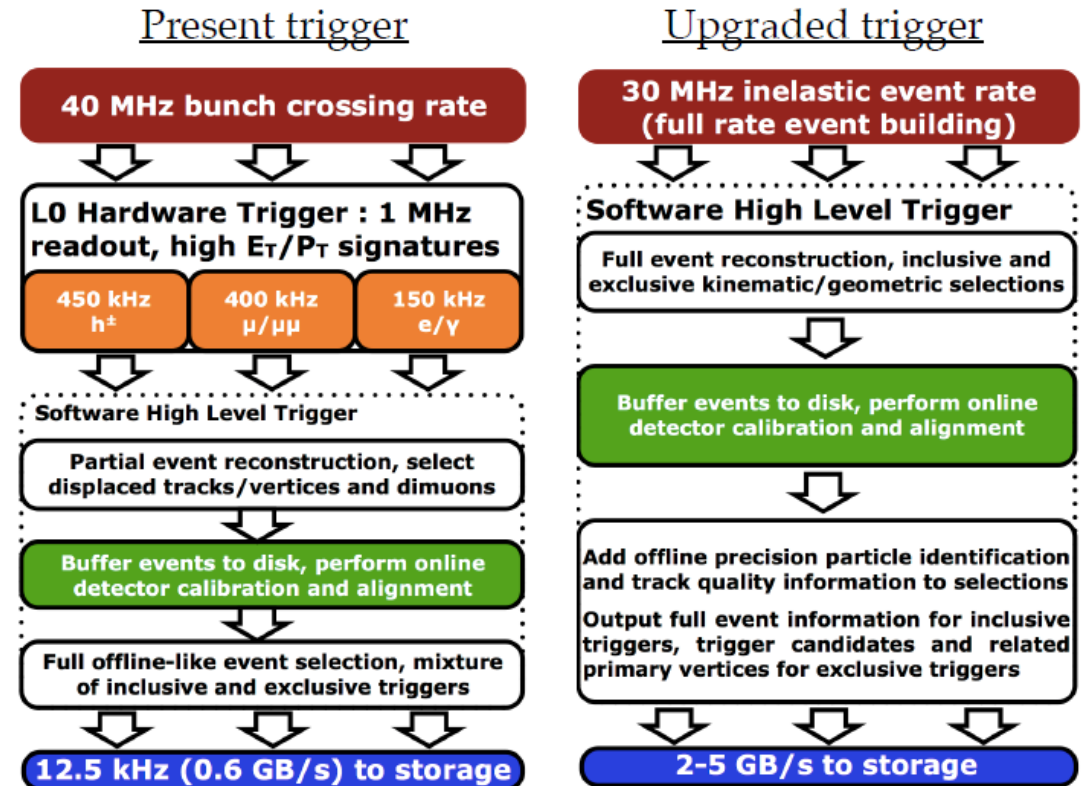 Present trigger
40 MHz bunch crossing rate
L0 Hardware Trigger : 1 MHz
readout, high ET/PT signatures
450 kHz
h±
400 kHz
μ/μμ
150 kHz
e/γ
Software High Level Trigger
Partial event reconstruction, select
displaced tracks/vertices and dimuons
Buffer events to disk, perform online
detector calibration and alignment
Full offline-like event selection, mixture
of inclusive and exclusive triggers
12.5 kHz (0.6 GB/s) to storage
Upgraded trigger
30 MHz inelastic event rate
(full rate event building)
Software High Level Trigger
Full event reconstruction, inclusive and
exclusive kinematic/geometric selections
Buffer events to disk, perform online
detector calibration and alignment
Add offline precision particle identification
and track quality information to selections
Output full event information for inclusive
triggers, trigger candidates and related
primary vertices for exclusive triggers
2-5 GB/s to storage